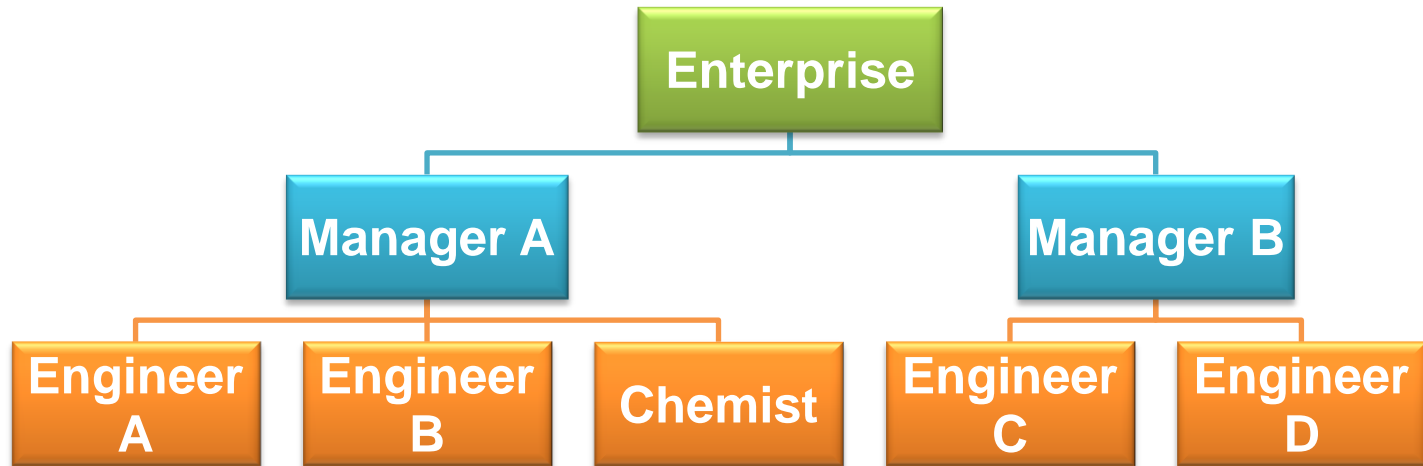 Enterprise
Manager A
Manager B
Engineer
A
Engineer
B
Chemist
Engineer
C
Engineer
D